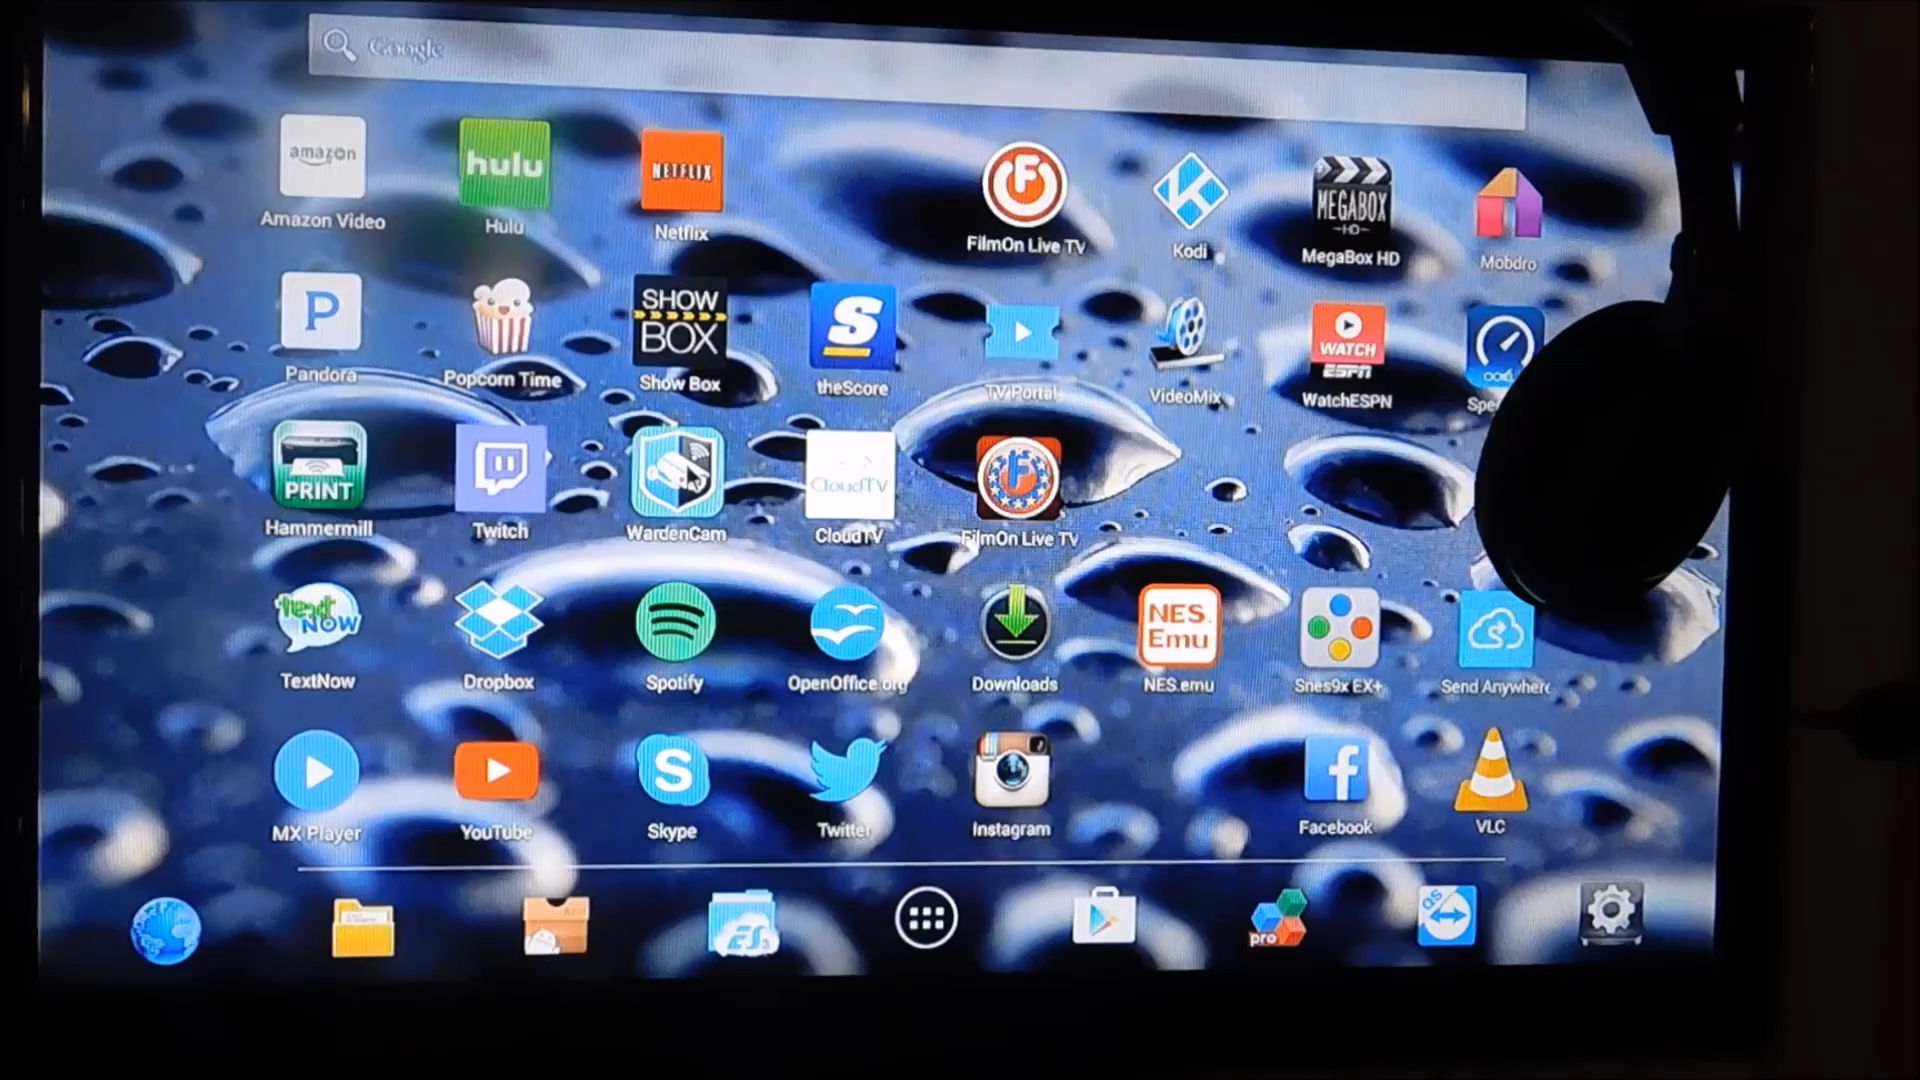 Google
amazon
hulu
NETFLIX
F
MEGABOX
HD
Amazon Video
Hulu
Netflix
FilmOn Live TV
Kodi
MegaBox HD
Mobdro
P
SHOW
BOX
S
WATCH
ESPN
Pandora
Popcorn Time
Show Box
theScore
TV Portal
VideoMix
WatchESPN
Spe
PRINT
CloudTV
F
Hammermill
Twitch
WardenCam
CloudTV
FilmOn Live TV
text
NOW
NES.
Emu
TextNow
Dropbox
Spotify
OpenOffice.org
Downloads
NES.emu
Snes9x EX+
Send Anywhere
S
f
MX Player
YouTube
Skype
Twitter
Instagram
Facebook
VLC
ES
3
pro
qs